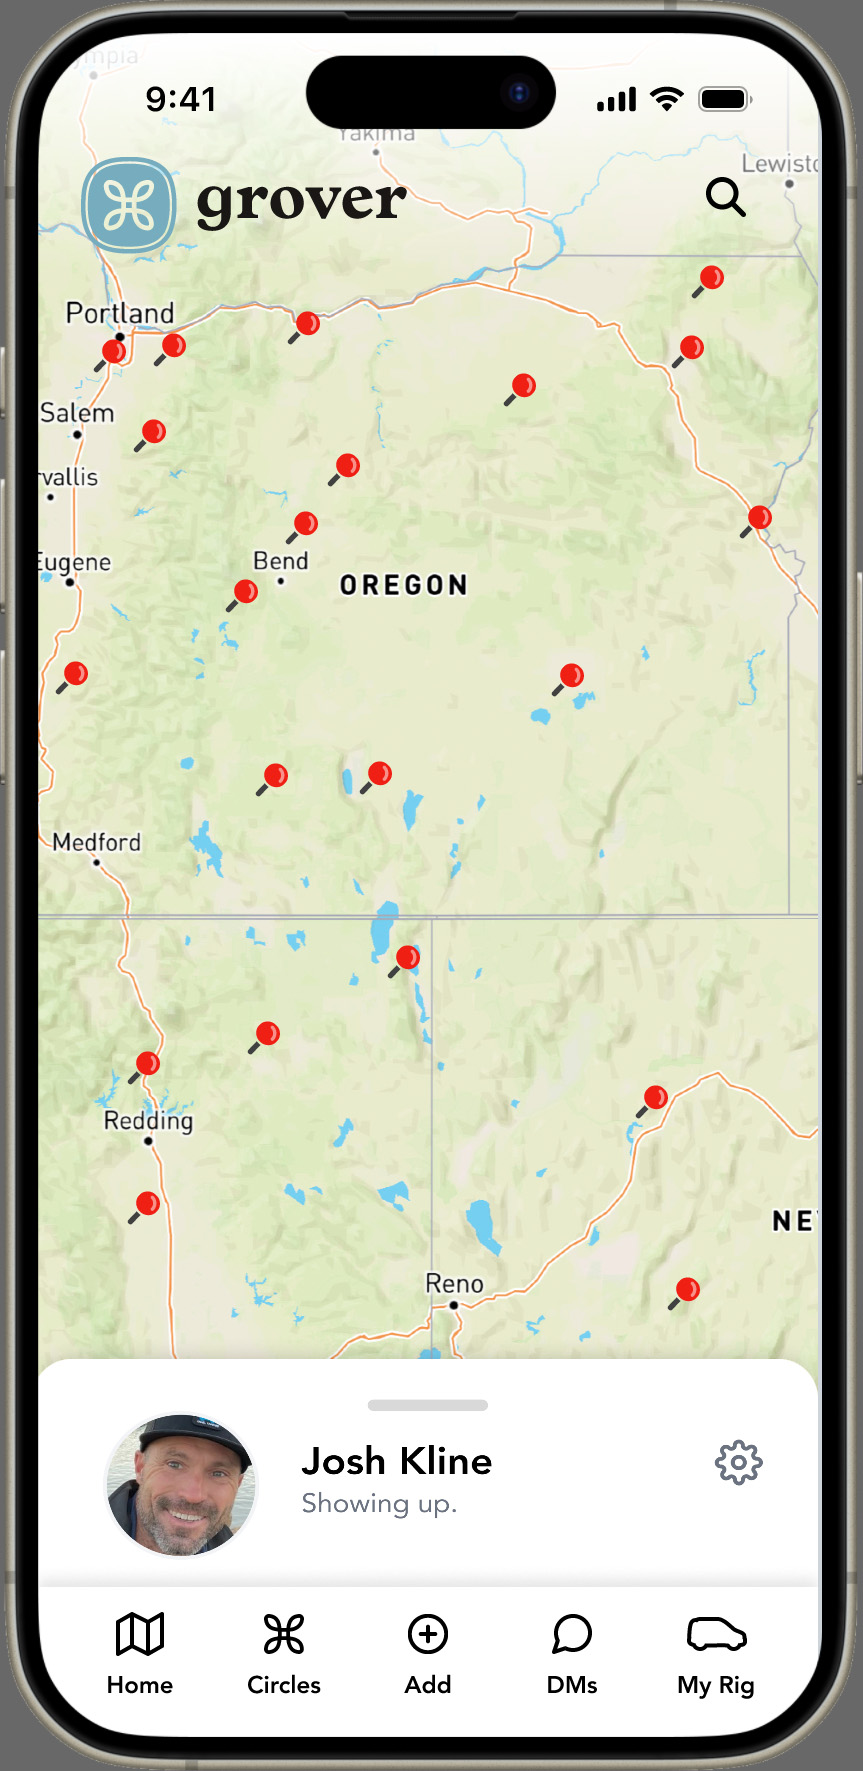 9:41
Yakima
Lewisto
grover
Portland
Salem
rvallis
Eugene
Bend
OREGON
Medford
Redding
NE
Reno
Josh Kline
Showing up.
Home
Circles
Add
DMs
My Rig